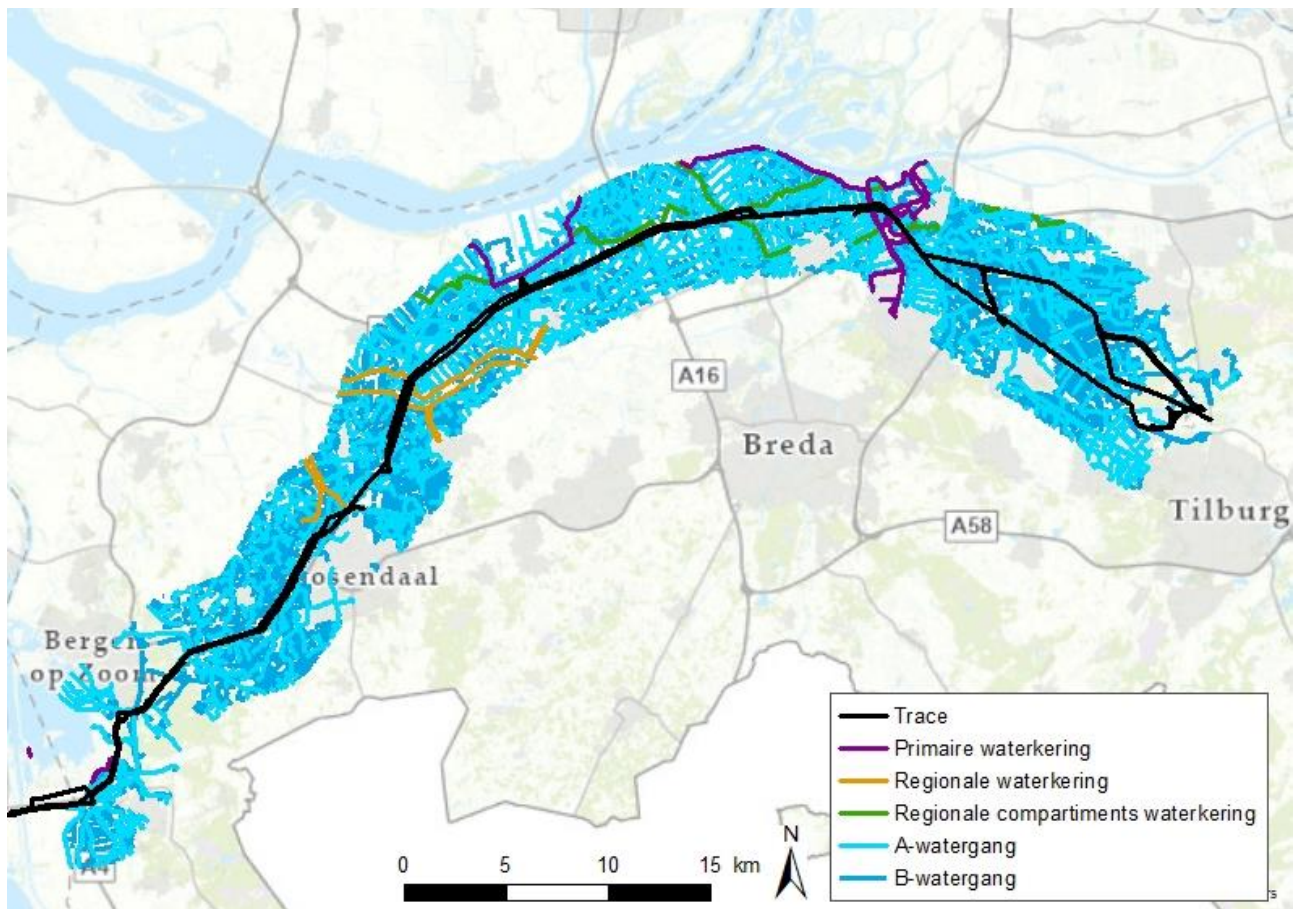 A16
Breda
A58
Tilburg
osendaal
Bergen
op Zoom
A4
Trace
Primaire waterkering
Regionale waterkering
Regionale compartiments waterkering
A-watergang
B-watergang
N
0 5 10 15 km